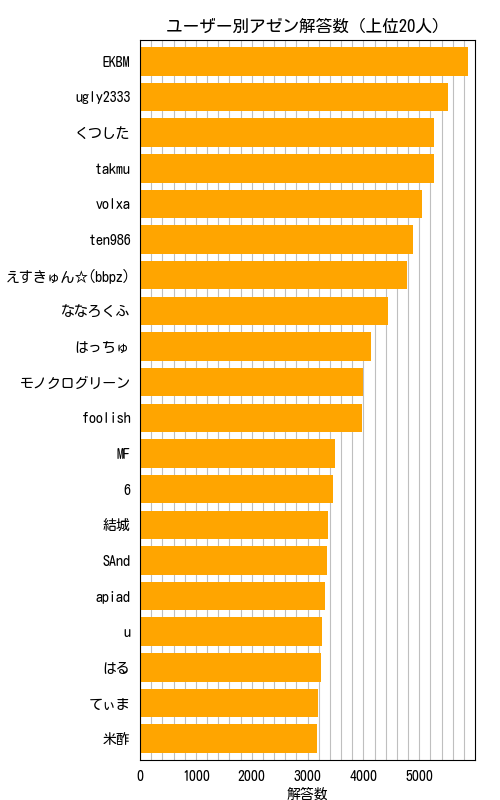 ユーザー別アゼン解答数 (上位20人)
EKBM
ugly2333
くつした
takmu
volxa
ten986
えすきゅん☆(bbpz)
ななろくふ
はっちゅ
モノクログリーン
foolish
MF
6
結城
SAnd
apiad
u
はる
てぃま
米酢
0 1000 2000 3000 4000 5000
解答数